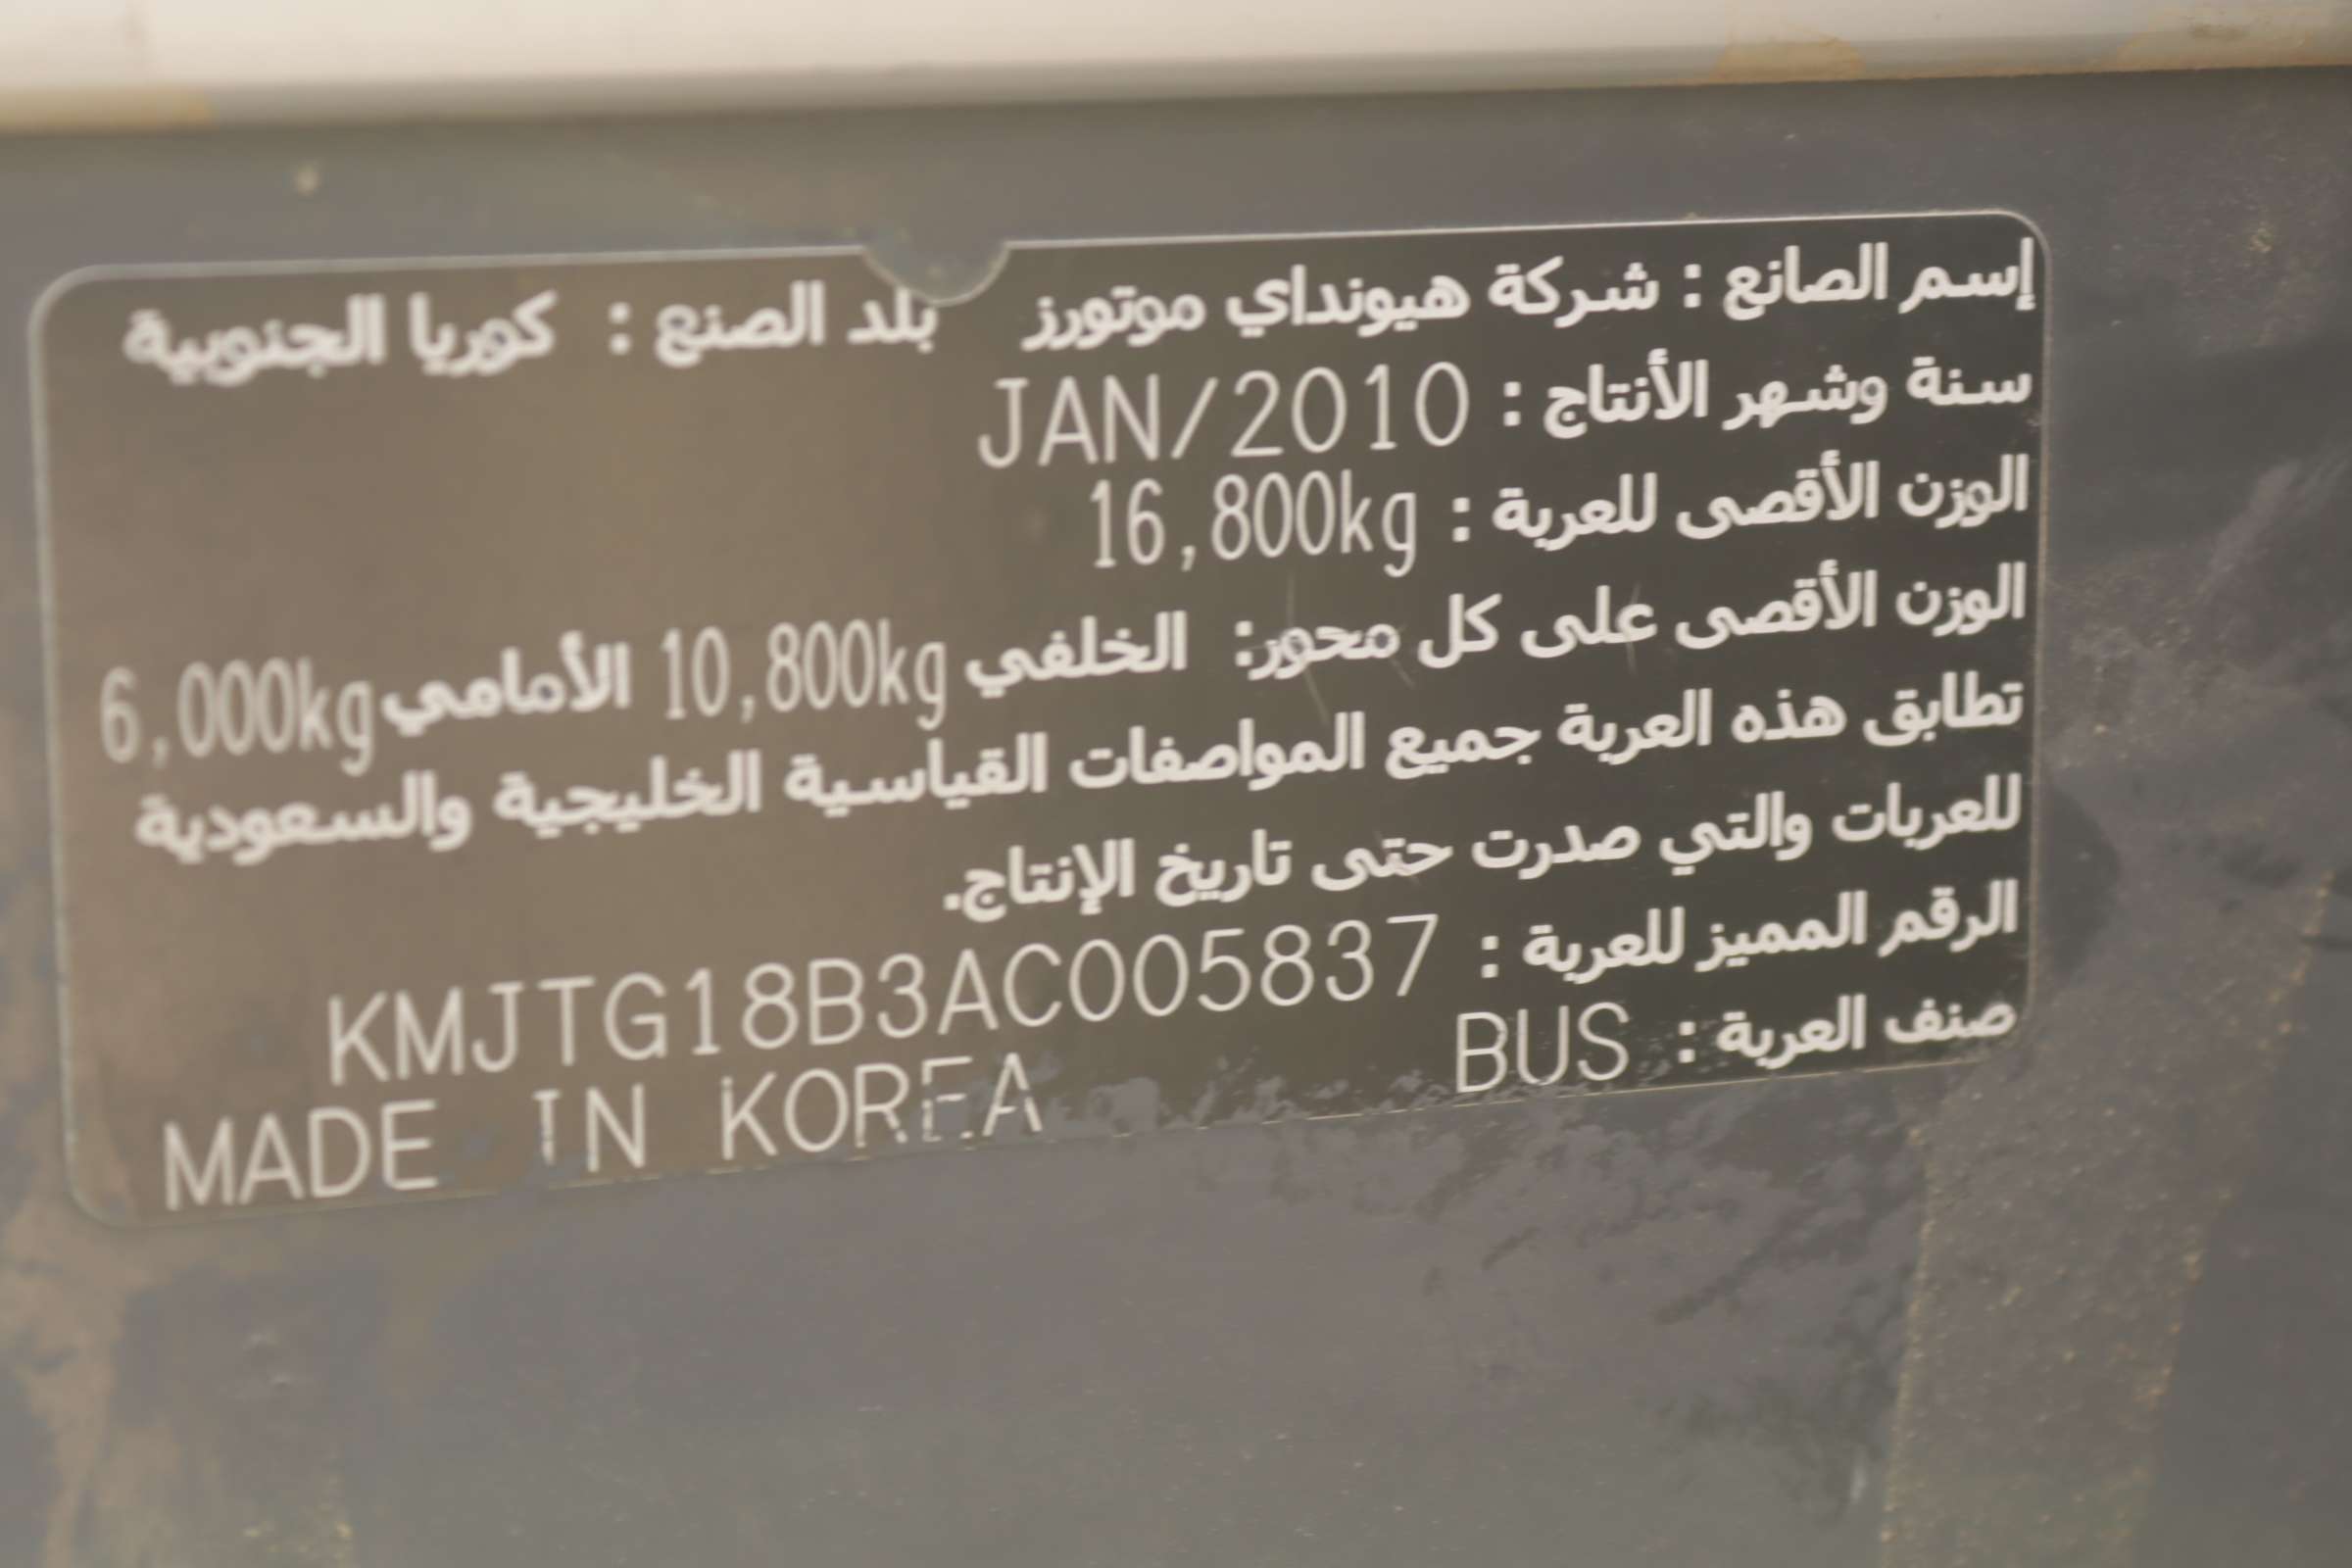 إسم الصانع : شركة هيونداي موتورز بلد الصنع : كوريا الجنوبية
سنة وشهر الأنتاج : JAN/2010
الوزن الأقصى للعربة : 16,800kg
الوزن الأقصى على كل محور: الخلفي 10,800kg الأمامي 6,000kg
تطابق هذه العربة جميع المواصفات القياسية الخليجية والسعودية
للعربات والتي صدرت حتى تاريخ الإنتاج.
الرقم المميز للعربة : KMJTG18B3AC005837
صنف العربة : BUS MADE IN KOREA